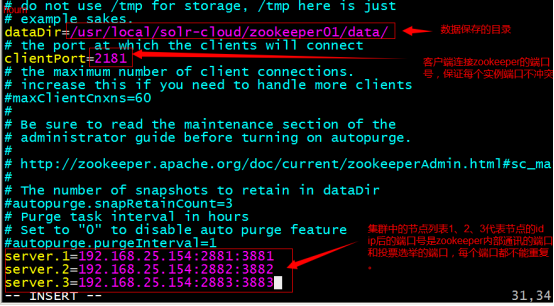 # do not use /tmp for storage, /tmp here is just
# example sakes.
dataDir=/usr/local/solr-cloud/zookeeper01/data/
数据保存的目录
# the port at which the clients will connect
clientPort=2181
客户端连接zookeeper的端口
号，保证每个实例端口不冲突
# the maximum number of client connections.
# increase this if you need to handle more clients
#maxClientCnxns=60
#
# Be sure to read the maintenance section of the
# administrator guide before turning on autopurge.
#
# http://zookeeper.apache.org/doc/current/zookeeperAdmin.html#sc_ma
#
# The number of snapshots to retain in dataDir
#autopurge.snapRetainCount=3
# Purge task interval in hours
# Set to "0" to disable auto purge feature
#autopurge.purgeInterval=1
server.1=192.168.25.154:2881:3881
server.2=192.168.25.154:2882:3882
server.3=192.168.25.154:2883:3883
集群中的节点列表1、2、3代表节点的id
ip后的端口号是zookeeper内部通讯的端口
和投票选举的端口，每个端口都不能重复
。
-- INSERT --
31,34